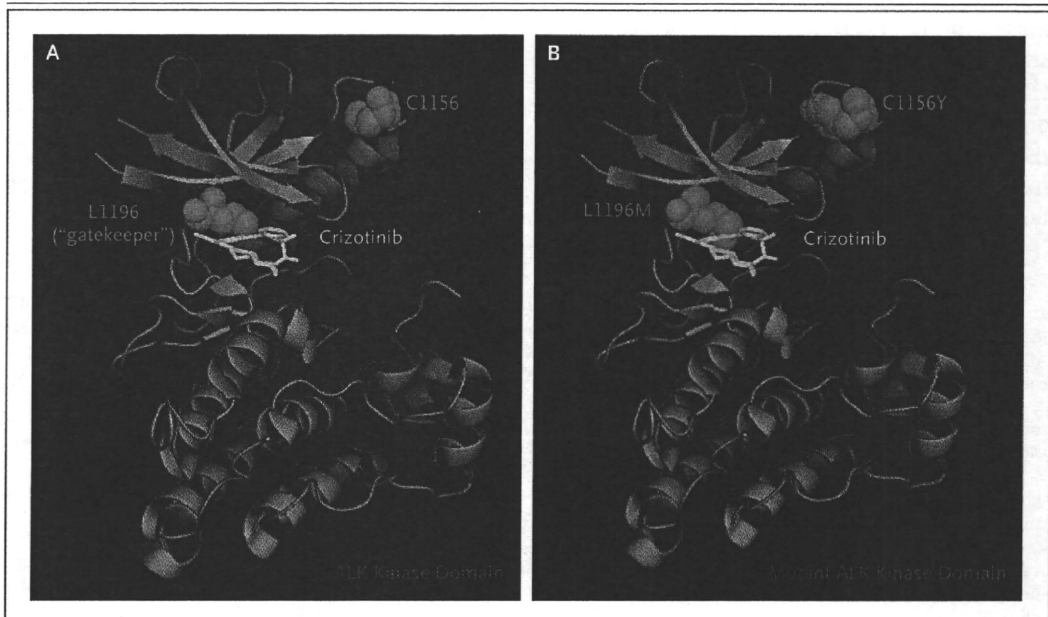 A
C1156
L1196
("gatekeeper")
Crizotinib
ALK Kinase Domain
B
C1156Y
L1196M
Crizotinib
Mutant ALK Kinase Domain